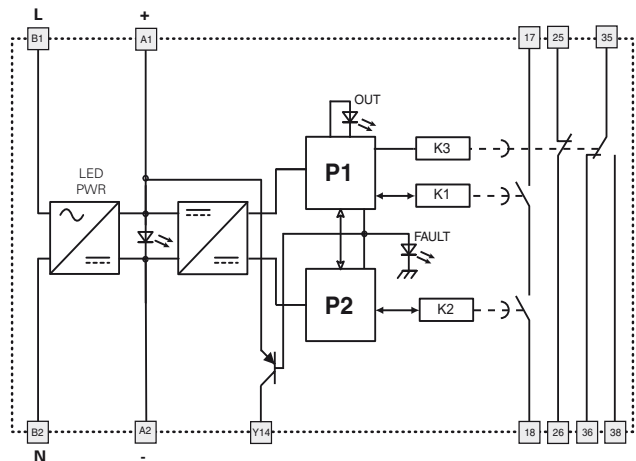 L +
B1 A1 17 25 35
OUT
LED
PWR
P1
K3
K1
FAULT
P2
K2
B2 A2 Y14 18 26 36 38
N -